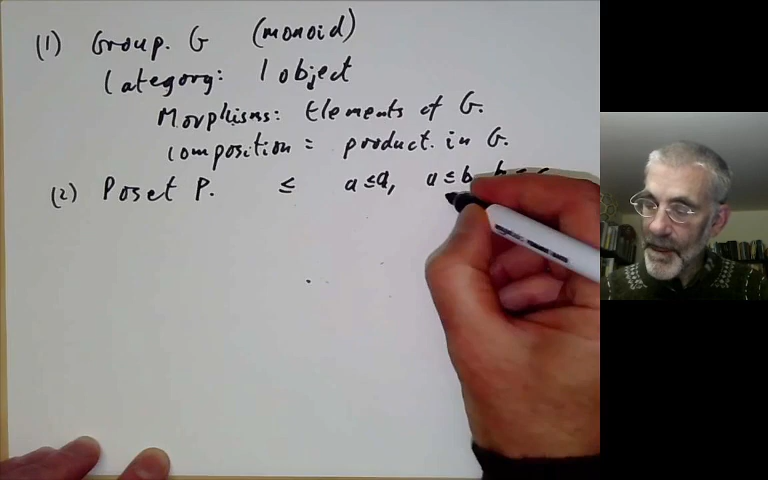 (1) Group. G (monoid)
Category: 1 object
Morphisms: Elements of G.
composition = product. in G.
(2) Poset P. ≤ a≤a, a≤b